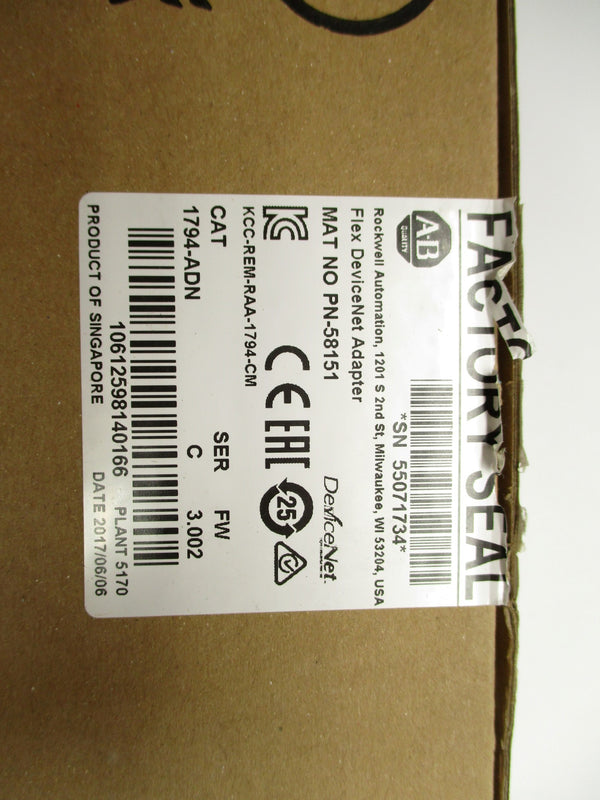 FACTORY SEAL
AB
QUALITY
*SN 55071734*
Rockwell Automation, 1201 S 2nd St, Milwaukee, WI 53204, USA
Flex DeviceNet Adapter
MAT NO PN-58151
DeviceNet
KCC-REM-RAA-1794-CM
CE EAC 25
CAT SER FW
1794-ADN C 3.002
10612598140166 PLANT 5170
PRODUCT OF SINGAPORE DATE 2017/06/06